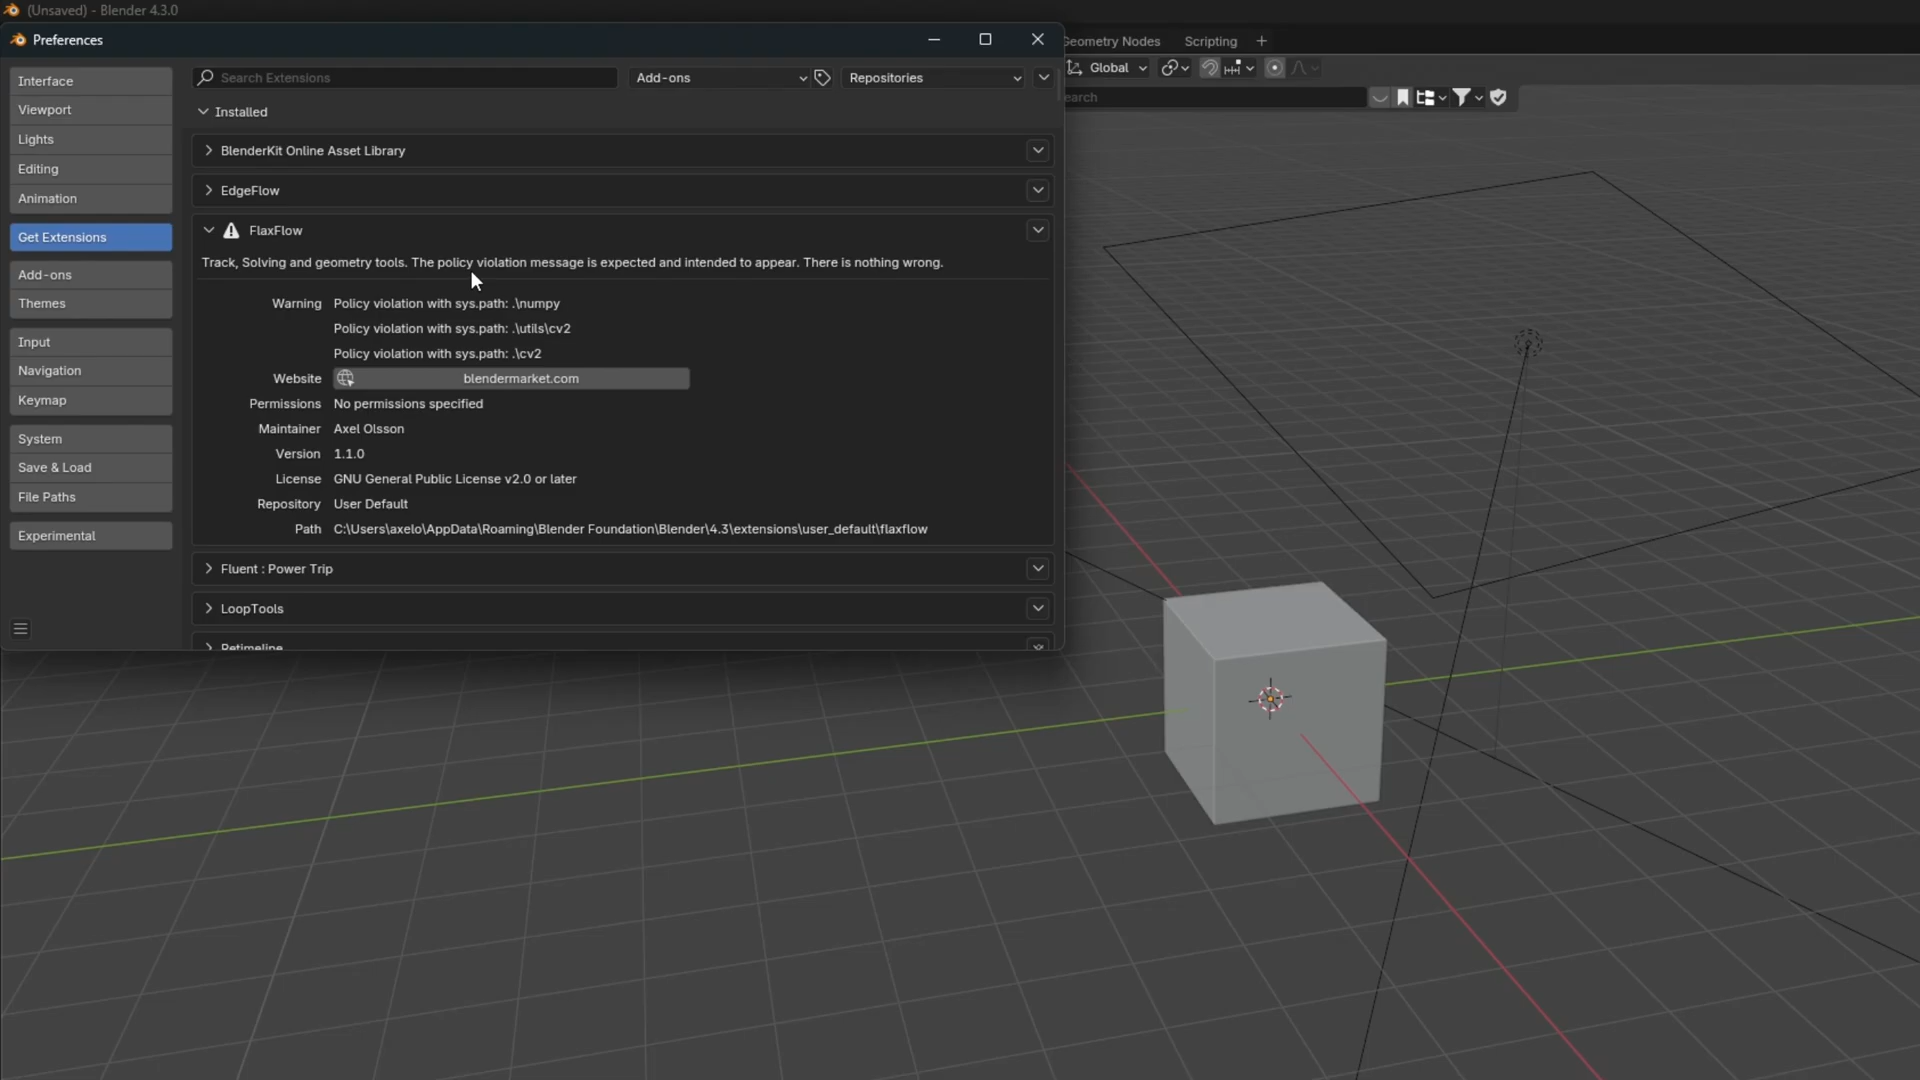 (Unsaved) - Blender 4.3.0
Preferences
Geometry Nodes
Scripting
Global
earch
Interface
Viewport
Lights
Editing
Animation
Get Extensions
Add-ons
Themes
Input
Navigation
Keymap
System
Save & Load
File Paths
Experimental
Search Extensions
Add-ons
Repositories
Installed
BlenderKit Online Asset Library
EdgeFlow
FlaxFlow
Track, Solving and geometry tools. The policy violation message is expected and intended to appear. There is nothing wrong.
Warning Policy violation with sys.path: .\numpy
Policy violation with sys.path: .\utils\cv2
Policy violation with sys.path: .\cv2
Website blendermarket.com
Permissions No permissions specified
Maintainer Axel Olsson
Version 1.1.0
License GNU General Public License v2.0 or later
Repository User Default
Path C:\Users\axelo\AppData\Roaming\Blender Foundation\Blender\4.3\extensions\user_default\flaxflow
Fluent : Power Trip
LoopTools
Retimeline